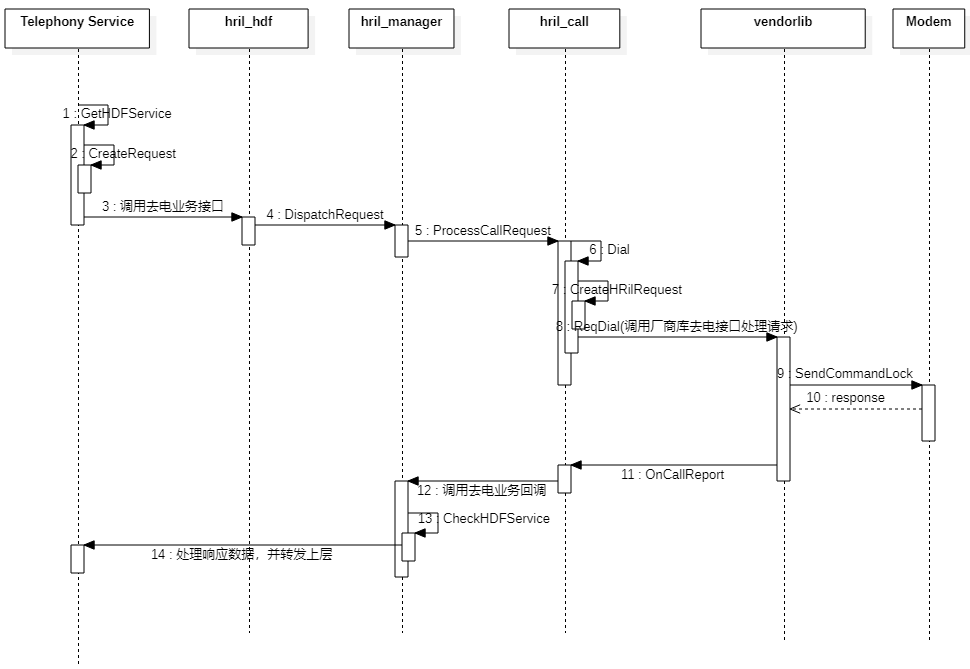 Telephony Service
hril_hdf
hril_manager
hril_call
vendorlib
Modem
1 : GetHDFService
2 : CreateRequest
3 : 调用去电业务接口
4 : DispatchRequest
5 : ProcessCallRequest
6 : Dial
7 : CreateHRilRequest
8 : ReqDial(调用厂商库去电接口处理请求)
9 : SendCommandLock
10 : response
11 : OnCallReport
12 : 调用去电业务回调
13 : CheckHDFService
14 : 处理响应数据，并转发上层